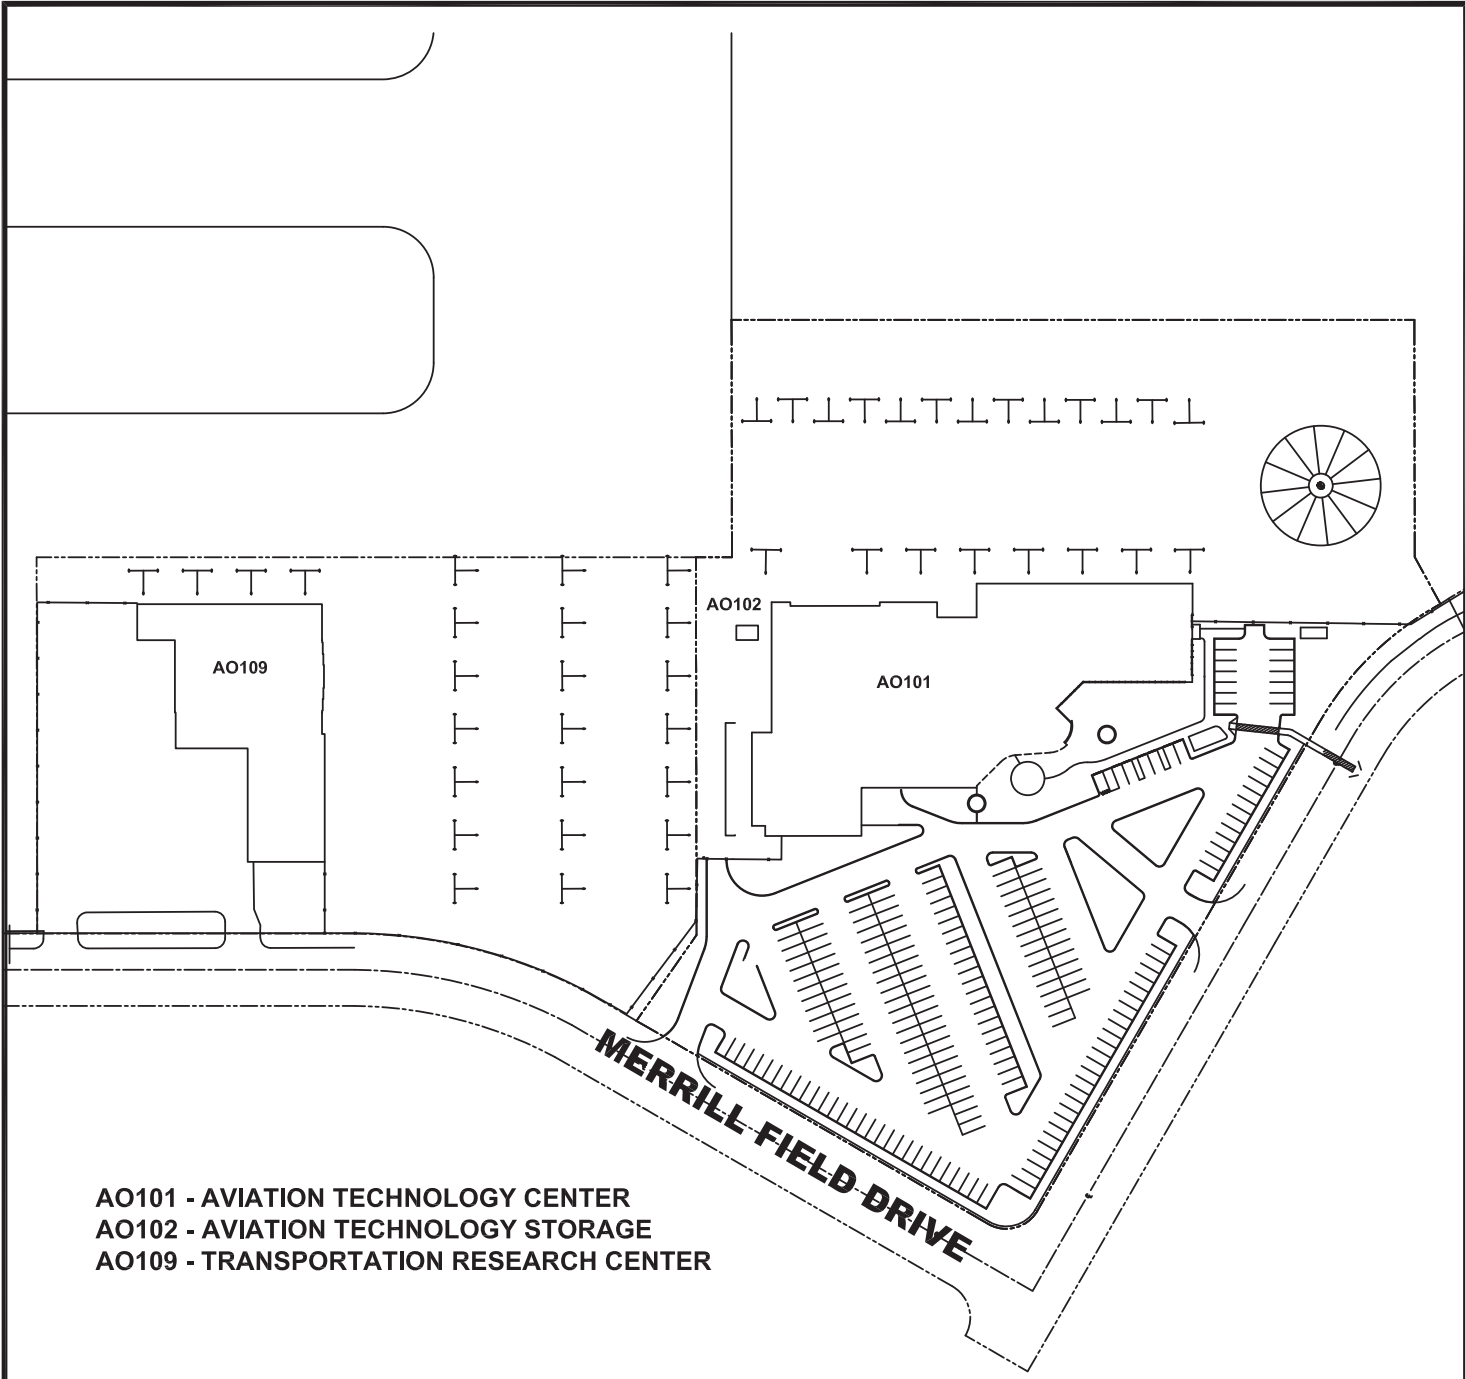 AO102
AO109
AO101
MERRILL FIELD DRIVE
AO101 - AVIATION TECHNOLOGY CENTER
AO102 - AVIATION TECHNOLOGY STORAGE
AO109 - TRANSPORTATION RESEARCH CENTER